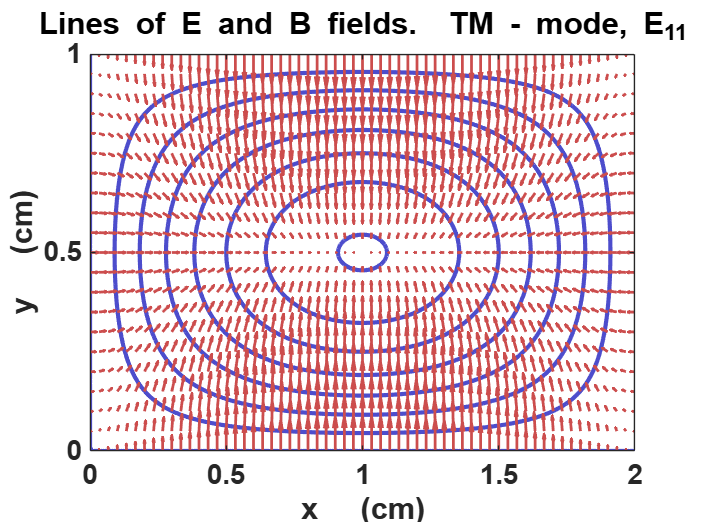 Lines of E and B fields. TM - mode, E₁₁
1
0.5
0
y (cm)
0 0.5 1 1.5 2
x (cm)